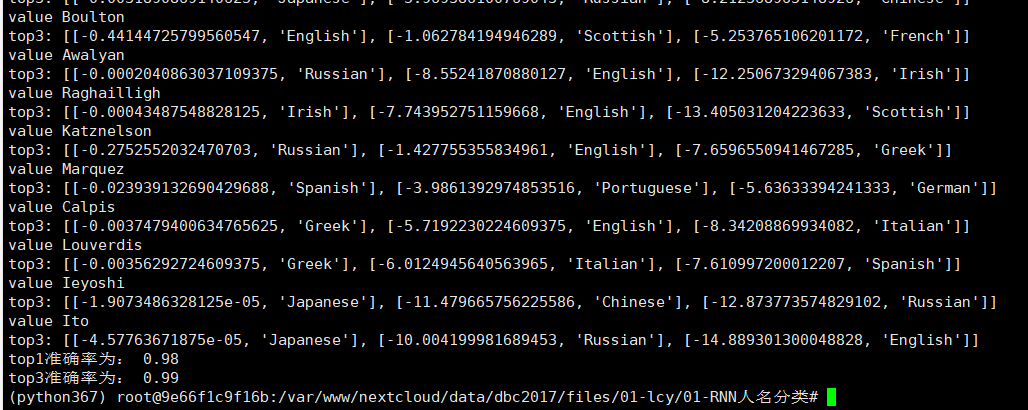 value Boulton
top3: [[-0.44144725799560547, 'English'], [-1.062784194946289, 'Scottish'], [-5.253765106201172, 'French']]
value Awalyan
top3: [[-0.0002040863037109375, 'Russian'], [-8.55241870880127, 'English'], [-12.250673294067383, 'Irish']]
value Raghailligh
top3: [[-0.00043487548828125, 'Irish'], [-7.743952751159668, 'English'], [-13.405031204223633, 'Scottish']]
value Katznelson
top3: [[-0.2752552032470703, 'Russian'], [-1.427755355834961, 'English'], [-7.6596550941467285, 'Greek']]
value Marquez
top3: [[-0.023939132690429688, 'Spanish'], [-3.9861392974853516, 'Portuguese'], [-5.63633394241333, 'German']]
value Calpis
top3: [[-0.0037479400634765625, 'Greek'], [-5.7192230224609375, 'English'], [-8.34208869934082, 'Italian']]
value Louverdis
top3: [[-0.00356292724609375, 'Greek'], [-6.0124945640563965, 'Italian'], [-7.610997200012207, 'Spanish']]
value Ieyoshi
top3: [[-1.9073486328125e-05, 'Japanese'], [-11.479665756225586, 'Chinese'], [-12.873773574829102, 'Russian']]
value Ito
top3: [[-4.57763671875e-05, 'Japanese'], [-10.004199981689453, 'Russian'], [-14.889301300048828, 'English']]
top1准确率为： 0.98
top3准确率为： 0.99
(python367) root@9e66f1c9f16b:/var/www/nextcloud/data/dbc2017/files/01-lcy/01-RNN人名分类#